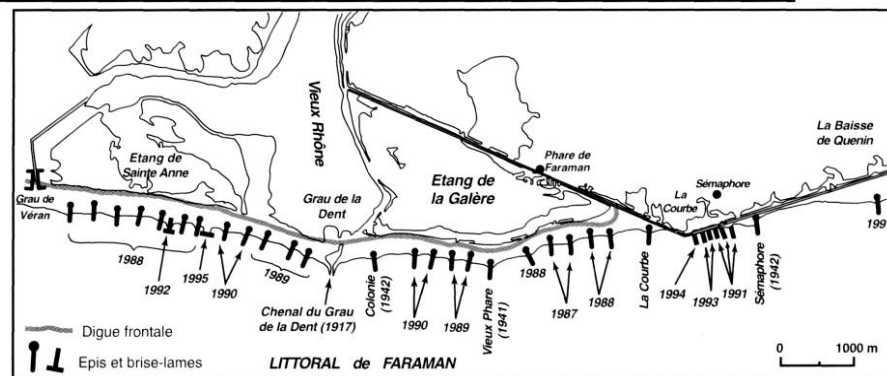 Vieux Rhône
La Baisse
de Quenin
Phare de
Faraman
Etang de
Sainte Anne
Grau de la
Dent
Etang de
la Galère
La
Courbe
Sémaphore
Grau de
Véran
1988
1992
1995
1990
1989
Chenal du Grau
de la Dent (1917)
Colonie
(1942)
1990
1989
Vieux Phare
(1941)
1988
1987
1988
La Courbe
1994
1993
1991
Sémaphore
(1942)
199
Digue frontale
Epis et brise-lames
LITTORAL de FARAMAN
0
1000 m